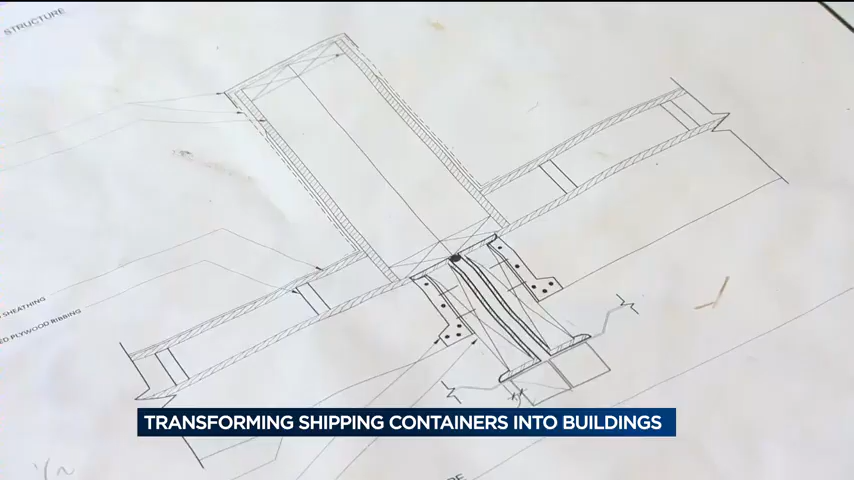 STRUCTURE
SHEATHING
PLYWOOD RIBBING
TRANSFORMING SHIPPING CONTAINERS INTO BUILDINGS